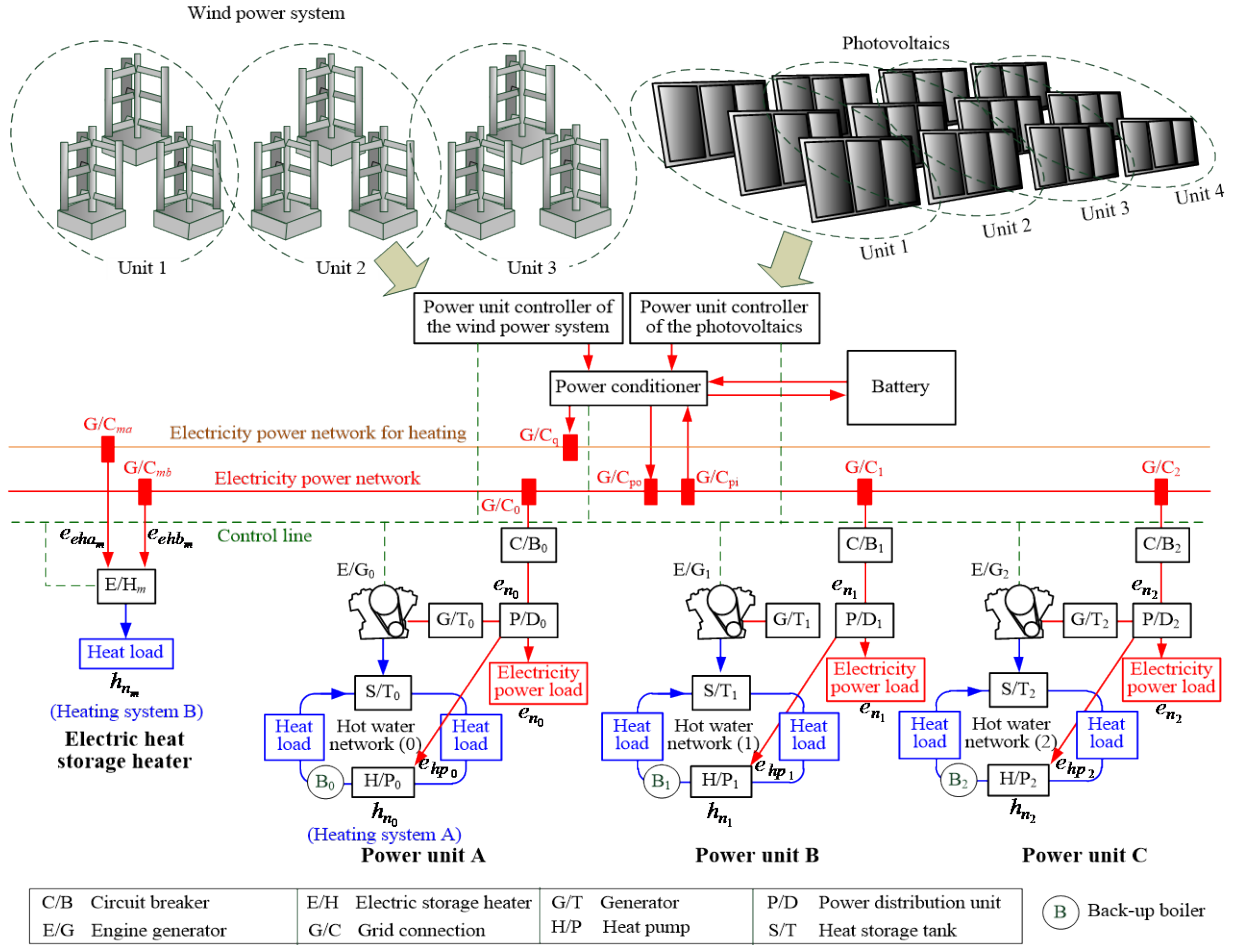 Wind power system
Photovoltaics
Unit 1
Unit 2
Unit 3
Unit 1
Unit 2
Unit 3
Unit 4
Power unit controller of
the wind power system
Power unit controller
of the photovoltaics
Power conditioner
Battery
G/Cma
Electricity power network for heating
G/Cq
G/Cmb
Electricity power network
G/C0
G/Cpo
G/Cpi
G/C1
G/C2
Control line
eeham
eehbm
E/Hm
Heat load
hnm
(Heating system B)
Electric heat
storage heater
C/B0
E/G0
en0
G/T0
P/D0
Electricity
power load
en0
S/T0
Heat
load
Hot water
network (0)
Heat
load
ehp0
B0
H/P0
hn0
(Heating system A)
Power unit A
C/B1
E/G1
en1
G/T1
P/D1
Electricity
power load
en1
S/T1
Heat
load
Hot water
network (1)
Heat
load
ehp1
B1
H/P1
hn1
Power unit B
C/B2
E/G2
en2
G/T2
P/D2
Electricity
power load
en2
S/T2
Heat
load
Hot water
network (2)
Heat
load
ehp2
B2
H/P2
hn2
Power unit C
C/B Circuit breaker
E/G Engine generator
E/H Electric storage heater
G/C Grid connection
G/T Generator
H/P Heat pump
P/D Power distribution unit
S/T Heat storage tank
B Back-up boiler